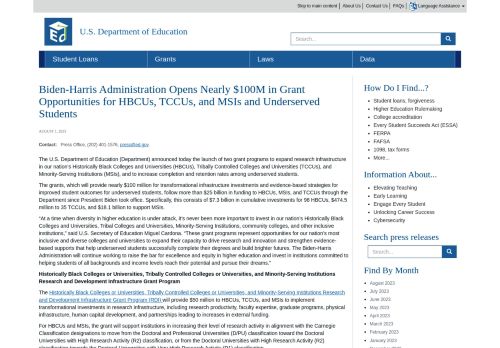 Skip to main content | About Us | Contact Us | FAQs | Language Assistance
U.S. Department of Education
Search...
Student Loans
Grants
Laws
Data
Biden-Harris Administration Opens Nearly $100M in Grant
Opportunities for HBCUs, TCCUs, and MSIs and Underserved
Students
AUGUST 1, 2023
Contact: Press Office, (202) 401-1576, press@ed.gov
The U.S. Department of Education (Department) announced today the launch of two grant programs to expand research infrastructure
in our nation's Historically Black Colleges and Universities (HBCUs), Tribally Controlled Colleges and Universities (TCCUs), and
Minority-Serving Institutions (MSIs), and to increase completion and retention rates among underserved students.
The grants, which will provide nearly $100 million for transformational investments and evidence-based strategies for
improved student outcomes for underserved students, follow more than $25 billion in funding to HBCUs, MSIs, and TCCUs through the
Department since President Biden took office. Specifically, this consists of $7.3 billion in cumulative investments for 98 HBCUs, $474.5
million to 35 TCCUs, and $18.1 billion to support MSIs.
"At a time when diversity in higher education is under attack, it's never been more important to invest in our nation's Historically Black
Colleges and Universities, Tribal Colleges and Universities, Minority-Serving Institutions, community colleges, and other inclusive
institutions," said U.S. Secretary of Education Miguel Cardona. "These grant programs represent opportunities for our nation's most
inclusive and diverse colleges and universities to expand their capacity to drive research and innovation and strengthen evidence-
based supports that help underserved students successfully complete their degrees and build brighter futures. The Biden-Harris
Administration will continue working to raise the bar for excellence and equity in higher education and invest in institutions committed to
helping students of all backgrounds and income levels reach their potential and pursue their dreams."
Historically Black Colleges or Universities, Tribally Controlled Colleges or Universities, and Minority-Serving Institutions
Research and Development Infrastructure Grant Program
The Historically Black Colleges or Universities, Tribally Controlled Colleges or Universities, and Minority-Serving Institutions Research
and Development Infrastructure Grant Program (RDI) will provide $50 million to HBCUs, TCCUs, and MSIs to implement
transformational investments in research infrastructure, including research productivity, faculty expertise, graduate programs, physical
infrastructure, human capital development, and partnerships leading to increases in external funding.
For HBCUs and MSIs, the grant will support institutions in increasing their level of research activity in alignment with the Carnegie
Classification designations to move from the Doctoral and Professional Universities (D/PU) classification toward the Doctoral
Universities with High Research Activity (R2) classification, or from the Doctoral Universities with High Research Activity (R2)
classification towards the Doctoral Universities with Very High Research Activity (R1) classification.
How Do I Find...?
Student loans, forgiveness
Higher Education Rulemaking
College accreditation
Every Student Succeeds Act (ESSA)
FERPA
FAFSA
1098, tax forms
More...
Information About...
Elevating Teaching
Early Learning
Engage Every Student
Unlocking Career Success
Cybersecurity
Search press releases
Search...
Find By Month
August 2023
July 2023
June 2023
May 2023
April 2023
March 2023
February 2023
January 2023